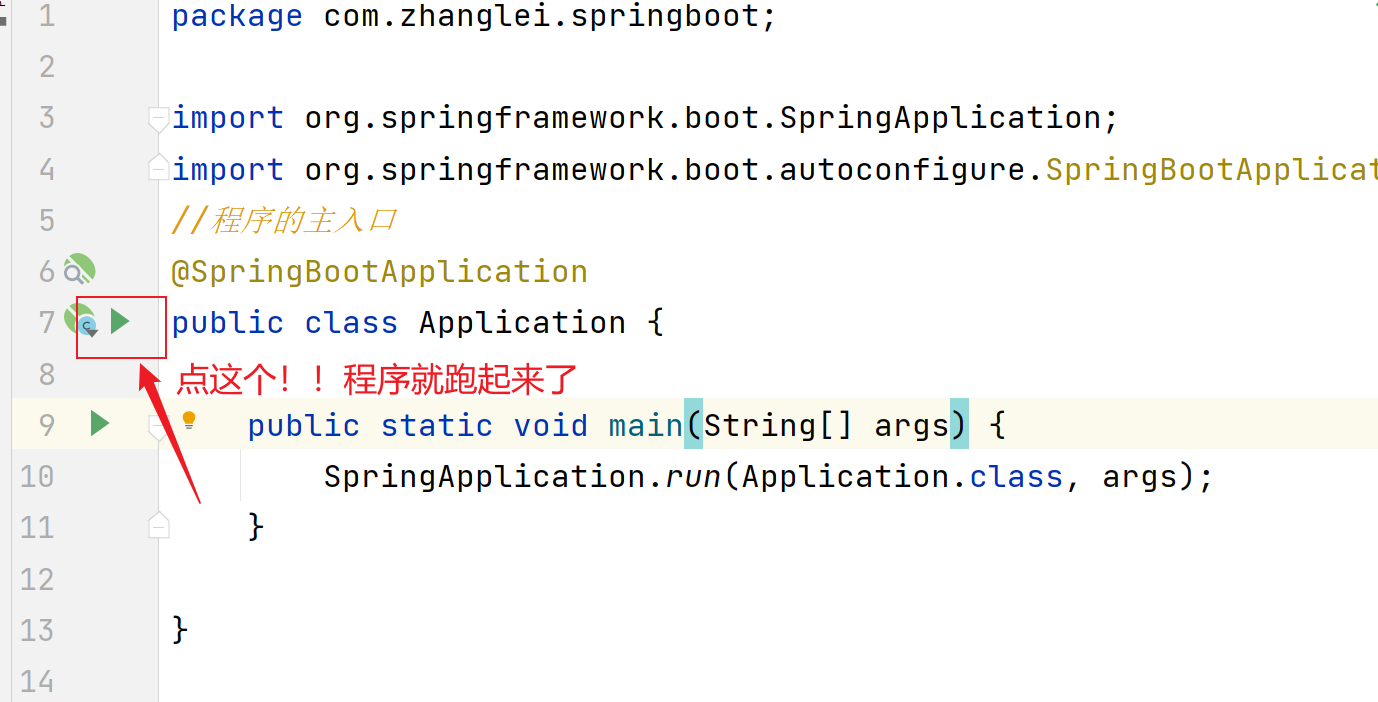 1 package com.zhanglei.springboot;
2
3 import org.springframework.boot.SpringApplication;
4 import org.springframework.boot.autoconfigure.SpringBootApplicat
5 //程序的主入口
6 @SpringBootApplication
7 public class Application {
8 点这个！！程序就跑起来了
9 public static void main(String[] args) {
10 SpringApplication.run(Application.class, args);
11 }
12
13 }
14